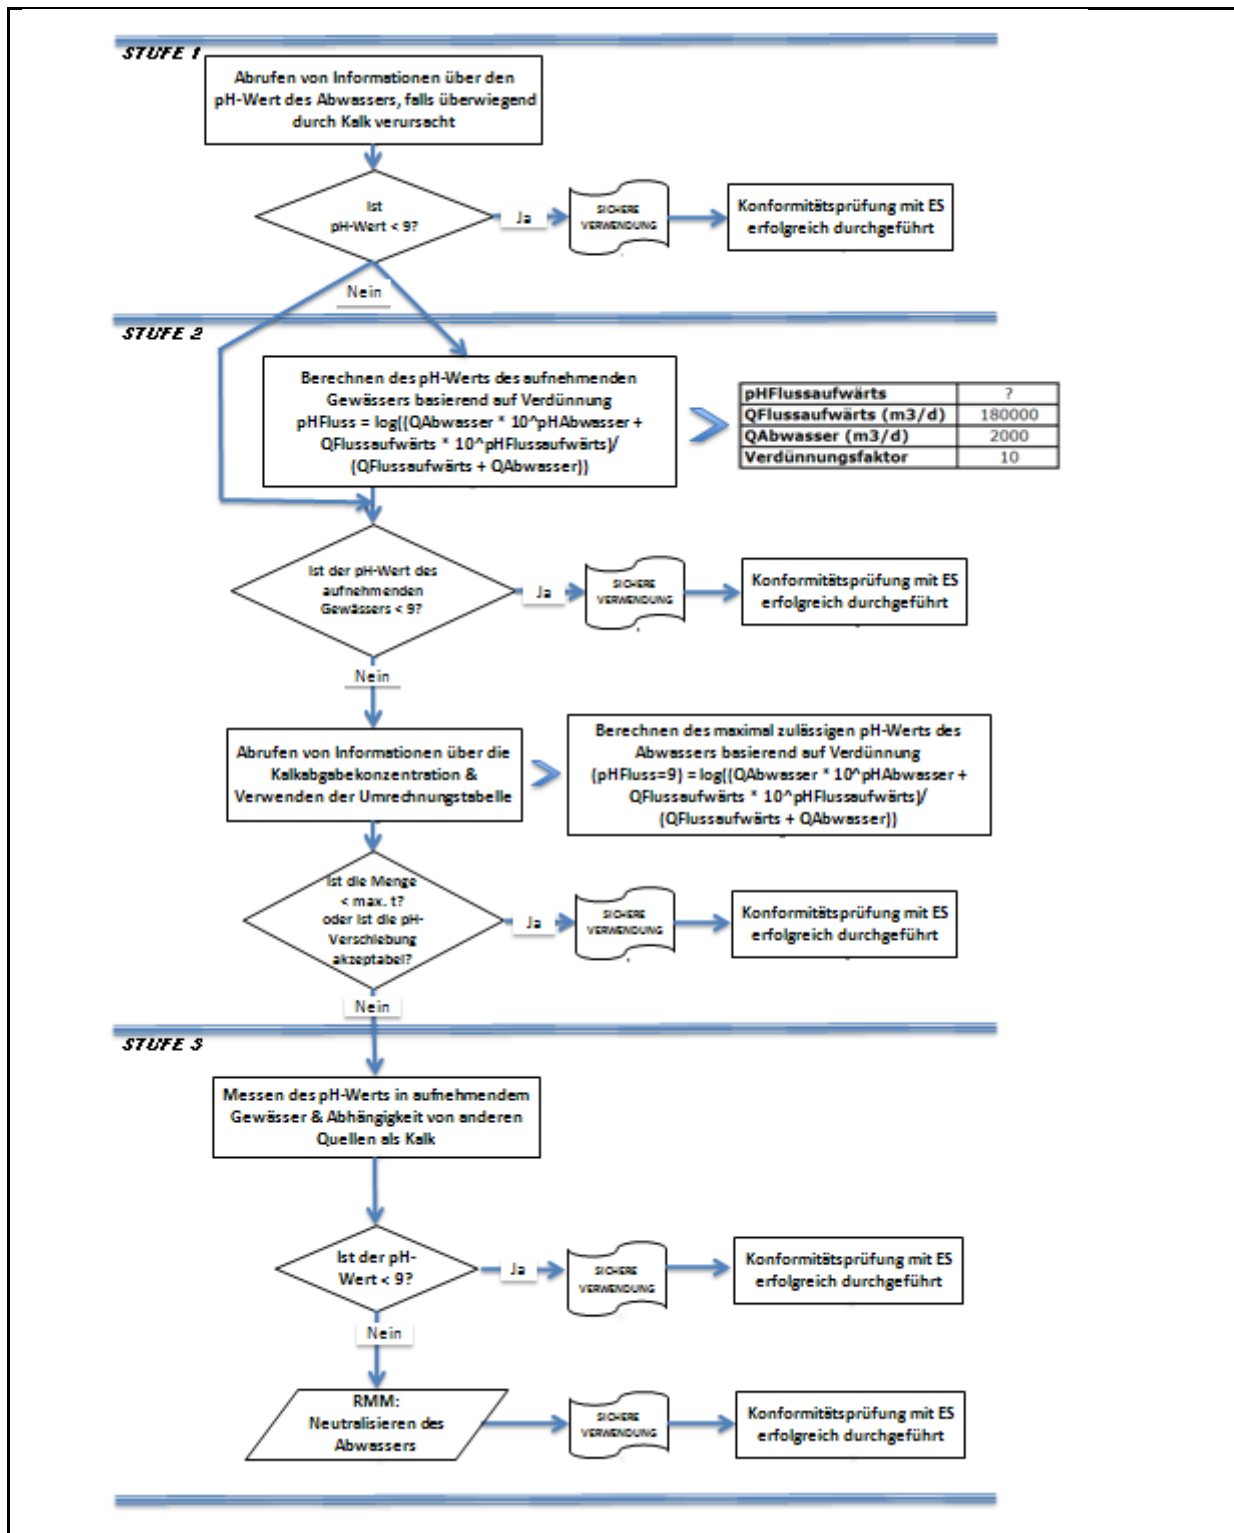 STUFE 1
Abrufen von Informationen über den
pH-Wert des Abwassers, falls überwiegend
durch Kalk verursacht
Ist
pH-Wert < 9?
Ja
SICHERE
VERWENDUNG
Konformitätsprüfung mit ES
erfolgreich durchgeführt
Nein
STUFE 2
Berechnen des pH-Werts des aufnehmenden
Gewässers basierend auf Verdünnung
pHFluss = log((QAbwasser * 10^pHAbwasser +
QFlussaufwärts * 10^pHFlussaufwärts)/
(QFlussaufwärts + QAbwasser))
pHFlussaufwärts ?
QFlussaufwärts (m3/d) 180000
QAbwasser (m3/d) 2000
Verdünnungsfaktor 10
Ist der pH-Wert des
aufnehmenden
Gewässers < 9?
Ja
SICHERE
VERWENDUNG
Konformitätsprüfung mit ES
erfolgreich durchgeführt
Nein
Abrufen von Informationen über die
Kalkabgabekonzentration &
Verwenden der Umrechnungstabelle
Berechnen des maximal zulässigen pH-Werts des
Abwassers basierend auf Verdünnung
(pHFluss=9) = log((QAbwasser * 10^pHAbwasser +
QFlussaufwärts * 10^pHFlussaufwärts)/
(QFlussaufwärts + QAbwasser))
Ist die Menge
< max. t?
oder ist die pH-
Verschiebung
akzeptabel?
Ja
SICHERE
VERWENDUNG
Konformitätsprüfung mit ES
erfolgreich durchgeführt
Nein
STUFE 3
Messen des pH-Werts in aufnehmendem
Gewässer & Abhängigkeit von anderen
Quellen als Kalk
Ist der pH-
Wert < 9?
Ja
SICHERE
VERWENDUNG
Konformitätsprüfung mit ES
erfolgreich durchgeführt
Nein
RMM:
Neutralisieren des
Abwassers
SICHERE
VERWENDUNG
Konformitätsprüfung mit ES
erfolgreich durchgeführt